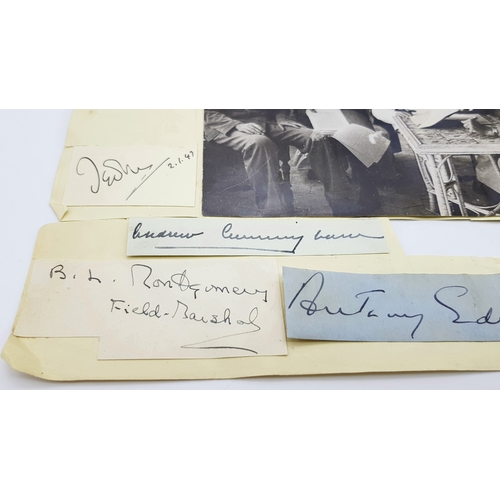 2.1.47
Andrew Cunningham
B. L. Montgomery
Field-Marshal
Anthony Ed